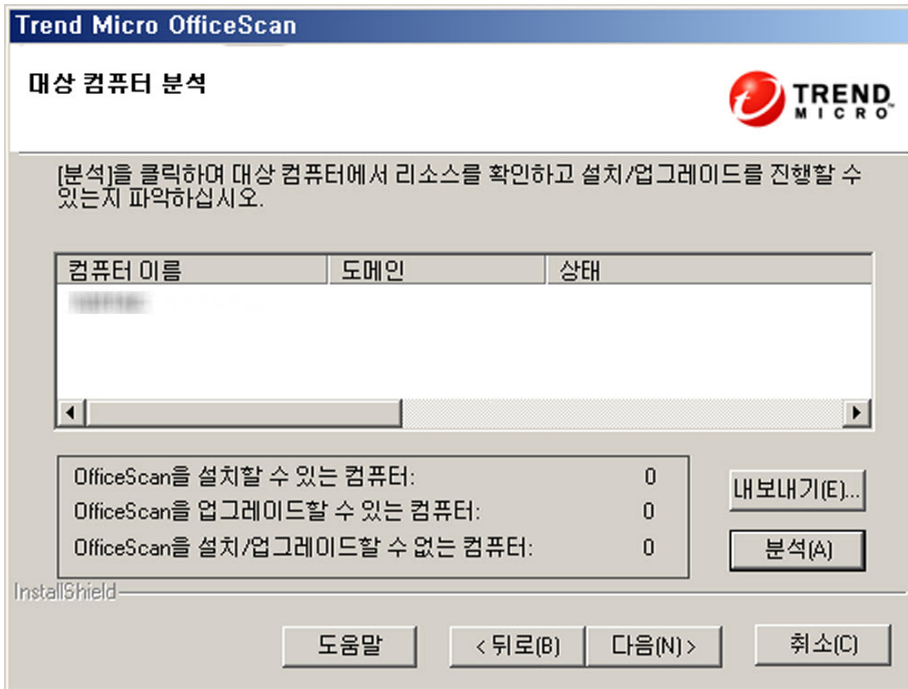 Trend Micro OfficeScan
대상 컴퓨터 분석
TREND
MICRO™
[분석]을 클릭하여 대상 컴퓨터에서 리소스를 확인하고 설치/업그레이드를 진행할 수
있는지 파악하십시오.
컴퓨터 이름 도메인 상태
OfficeScan을 설치할 수 있는 컴퓨터: 0
OfficeScan을 업그레이드할 수 있는 컴퓨터: 0
OfficeScan을 설치/업그레이드할 수 없는 컴퓨터: 0
내보내기(E)...
분석(A)
InstallShield
도움말 < 뒤로(B) 다음(N) > 취소(C)